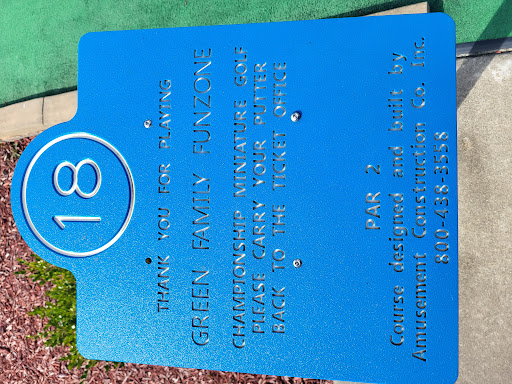 18
THANK YOU FOR PLAYING
GREEN FAMILY FUNZONE
CHAMPIONSHIP MINIATURE GOLF
PLEASE CARRY YOUR PUTTER
BACK TO THE TICKET OFFICE
PAR 2
Course designed and built by
Amusement Construction Co. Inc.
800-438-3558